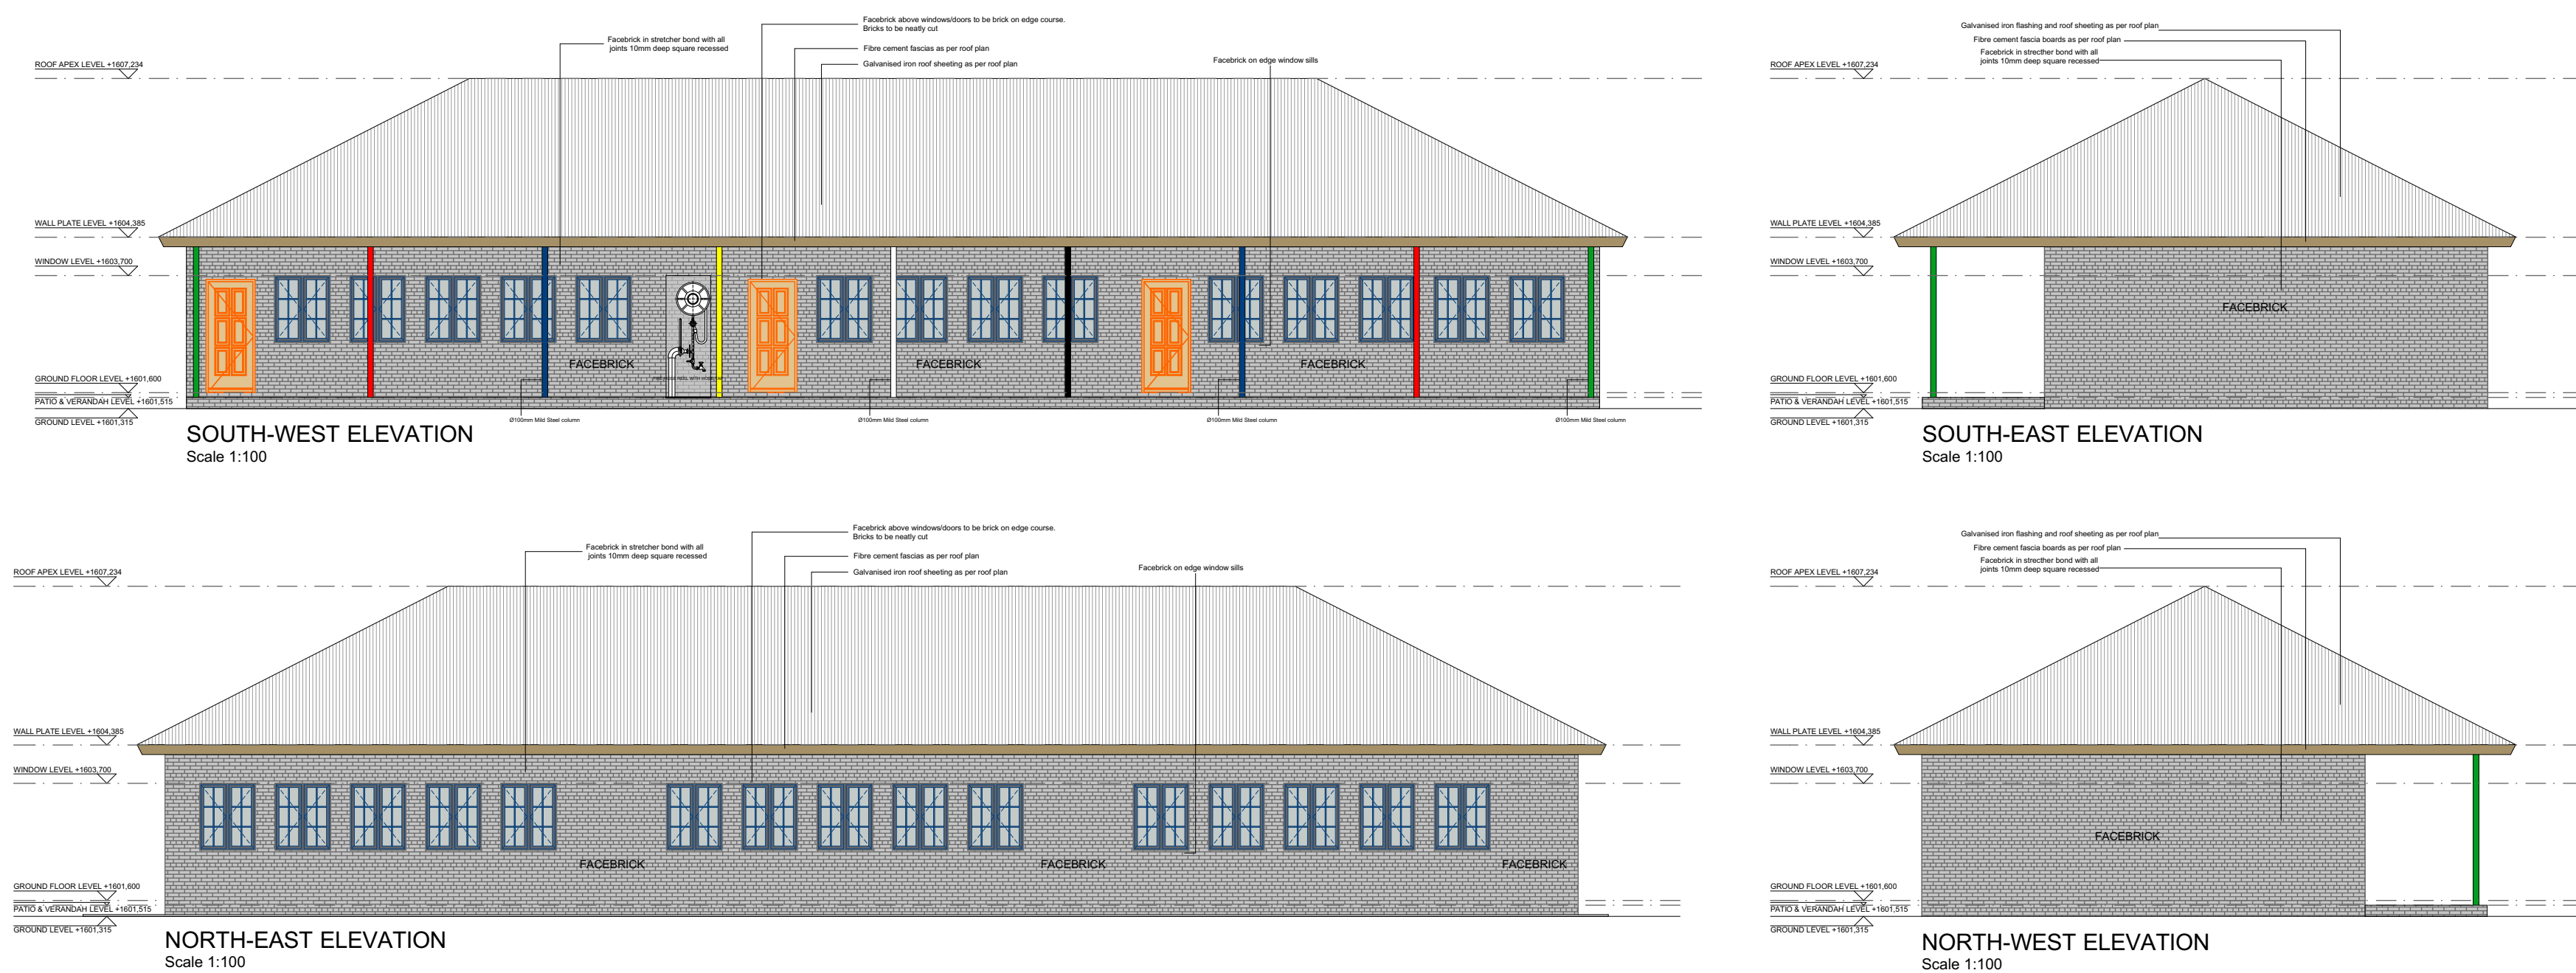 Facebrick above windows/doors to be brick on edge course.
Bricks to be neatly cut
Facebrick in stretcher bond with all
joints 10mm deep square recessed
Fibre cement fascias as per roof plan
Galvanised iron roof sheeting as per roof plan
Facebrick on edge window sills
ROOF APEX LEVEL +1607,234
WALL PLATE LEVEL +1604,385
WINDOW LEVEL +1603,700
GROUND FLOOR LEVEL +1601,600
PATIO & VERANDAH LEVEL +1601,515
GROUND LEVEL +1601,315
FACEBRICK
FACEBRICK
FACEBRICK
Ø100mm Mild Steel column
Ø100mm Mild Steel column
Ø100mm Mild Steel column
Ø100mm Mild Steel column
SOUTH-WEST ELEVATION
Scale 1:100
Galvanised iron flashing and roof sheeting as per roof plan
Fibre cement fascia boards as per roof plan
Facebrick in strecther bond with all
joints 10mm deep square recessed
ROOF APEX LEVEL +1607,234
WALL PLATE LEVEL +1604,385
WINDOW LEVEL +1603,700
FACEBRICK
GROUND FLOOR LEVEL +1601,600
PATIO & VERANDAH LEVEL +1601,515
GROUND LEVEL +1601,315
SOUTH-EAST ELEVATION
Scale 1:100
Facebrick above windows/doors to be brick on edge course.
Bricks to be neatly cut
Facebrick in stretcher bond with all
joints 10mm deep square recessed
Fibre cement fascias as per roof plan
Galvanised iron roof sheeting as per roof plan
Facebrick on edge window sills
ROOF APEX LEVEL +1607,234
WALL PLATE LEVEL +1604,385
WINDOW LEVEL +1603,700
FACEBRICK
FACEBRICK
FACEBRICK
GROUND FLOOR LEVEL +1601,600
PATIO & VERANDAH LEVEL +1601,515
GROUND LEVEL +1601,315
NORTH-EAST ELEVATION
Scale 1:100
Galvanised iron flashing and roof sheeting as per roof plan
Fibre cement fascia boards as per roof plan
Facebrick in strecther bond with all
joints 10mm deep square recessed
ROOF APEX LEVEL +1607,234
WALL PLATE LEVEL +1604,385
WINDOW LEVEL +1603,700
FACEBRICK
GROUND FLOOR LEVEL +1601,600
PATIO & VERANDAH LEVEL +1601,515
GROUND LEVEL +1601,315
NORTH-WEST ELEVATION
Scale 1:100